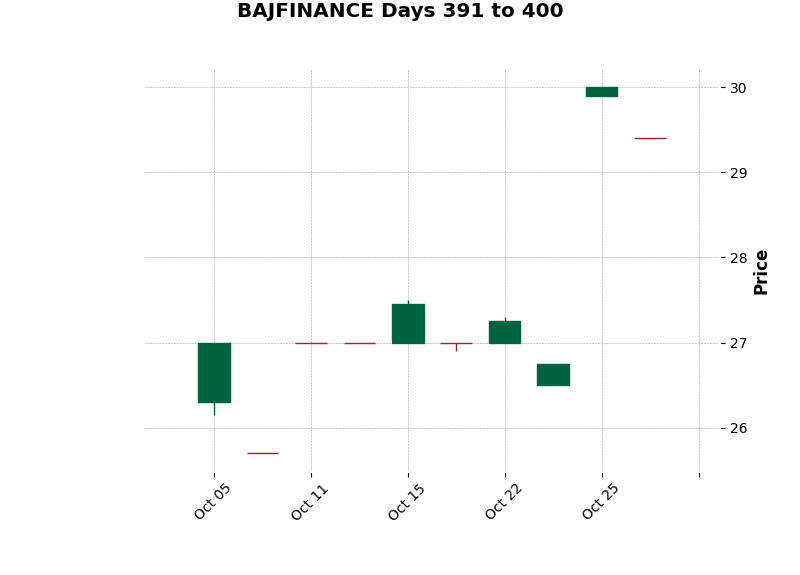 BAJFINANCE Days 391 to 400
30
29
28
27
26
Price
Oct 05
Oct 11
Oct 15
Oct 22
Oct 25